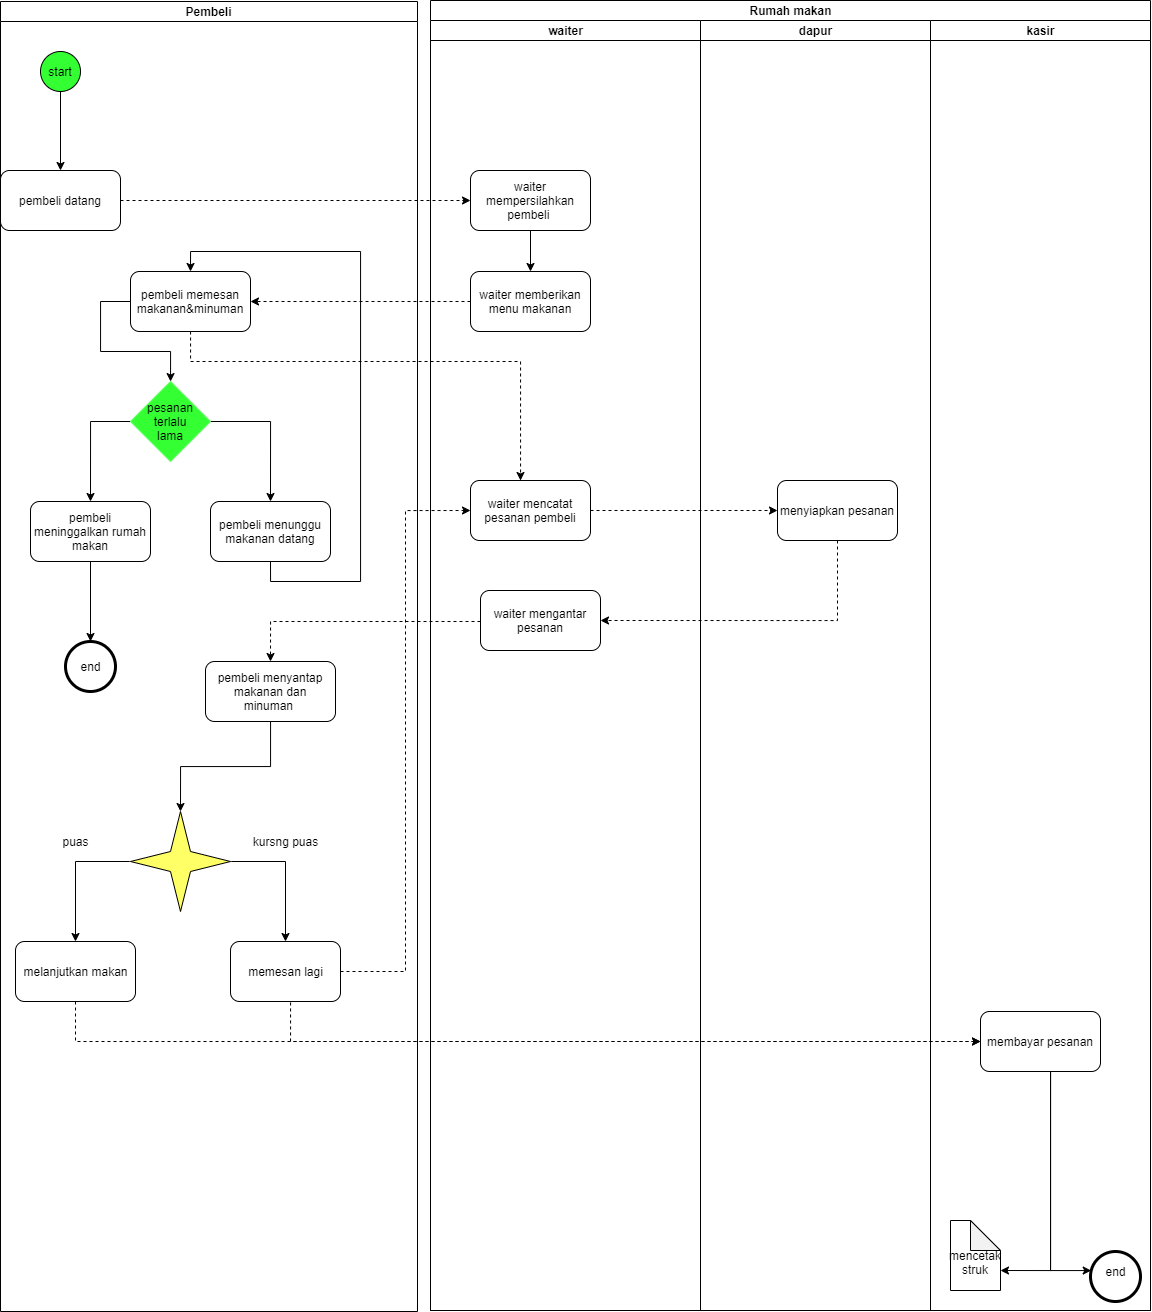 Pembeli
Rumah makan
waiter
dapur
kasir
start
pembeli datang
waiter
mempersilahkan
pembeli
pembeli memesan
makanan&minuman
waiter memberikan
menu makanan
pesanan
terlalu
lama
pembeli
meninggalkan rumah
makan
pembeli menunggu
makanan datang
waiter mencatat
pesanan pembeli
menyiapkan pesanan
waiter mengantar
pesanan
end
pembeli menyantap
makanan dan
minuman
puas
kursng puas
melanjutkan makan
memesan lagi
membayar pesanan
mencetak
struk
end